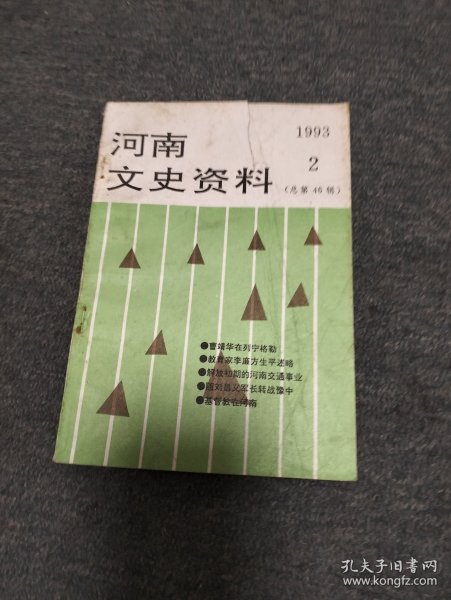 河南
文史资料
1993
2
(总第46辑)
●曹靖华在列宁格勒
●教育家李廉方生平述略
●解放初期的河南交通事业
●随刘昌义军长转战豫中
●基督教在河南
孔夫子旧书网
www.kongfz.com